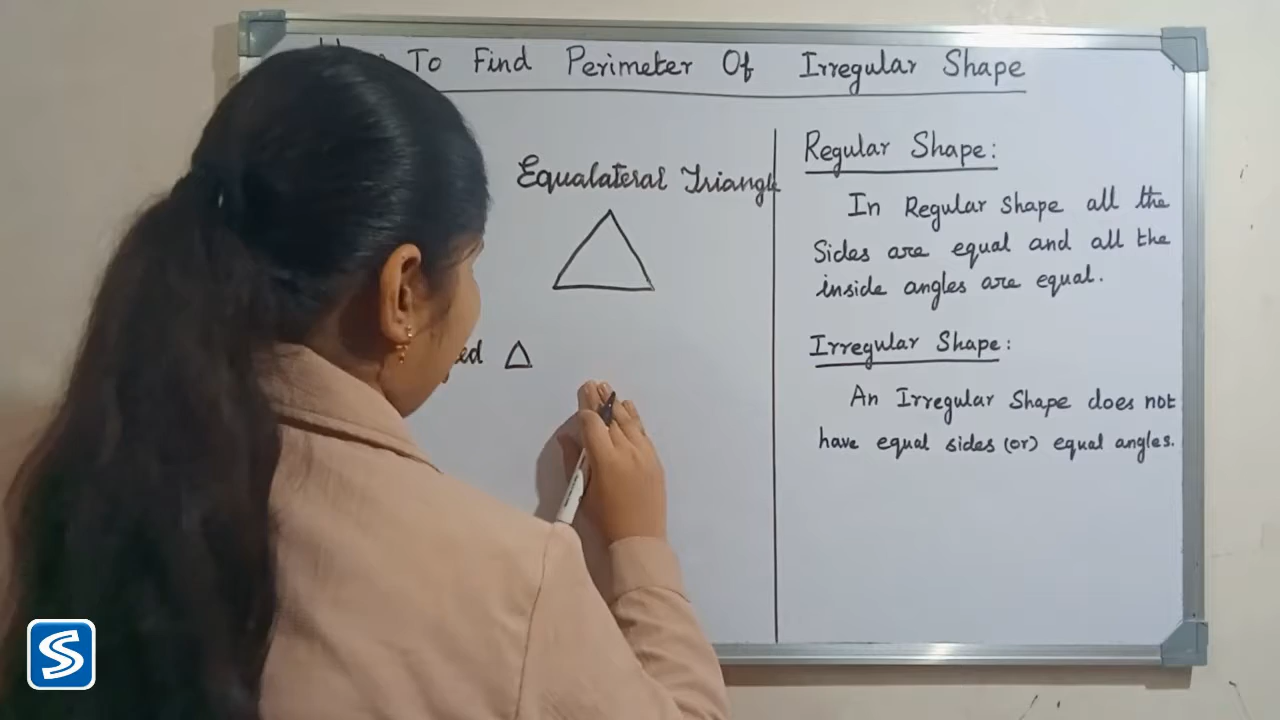 To Find Perimeter Of Irregular Shape
Equalateral Triangle
Regular Shape:
In Regular Shape all the
Sides are equal and all the
inside angles are equal.
Irregular Shape:
An Irregular Shape does not
have equal sides (or) equal angles.